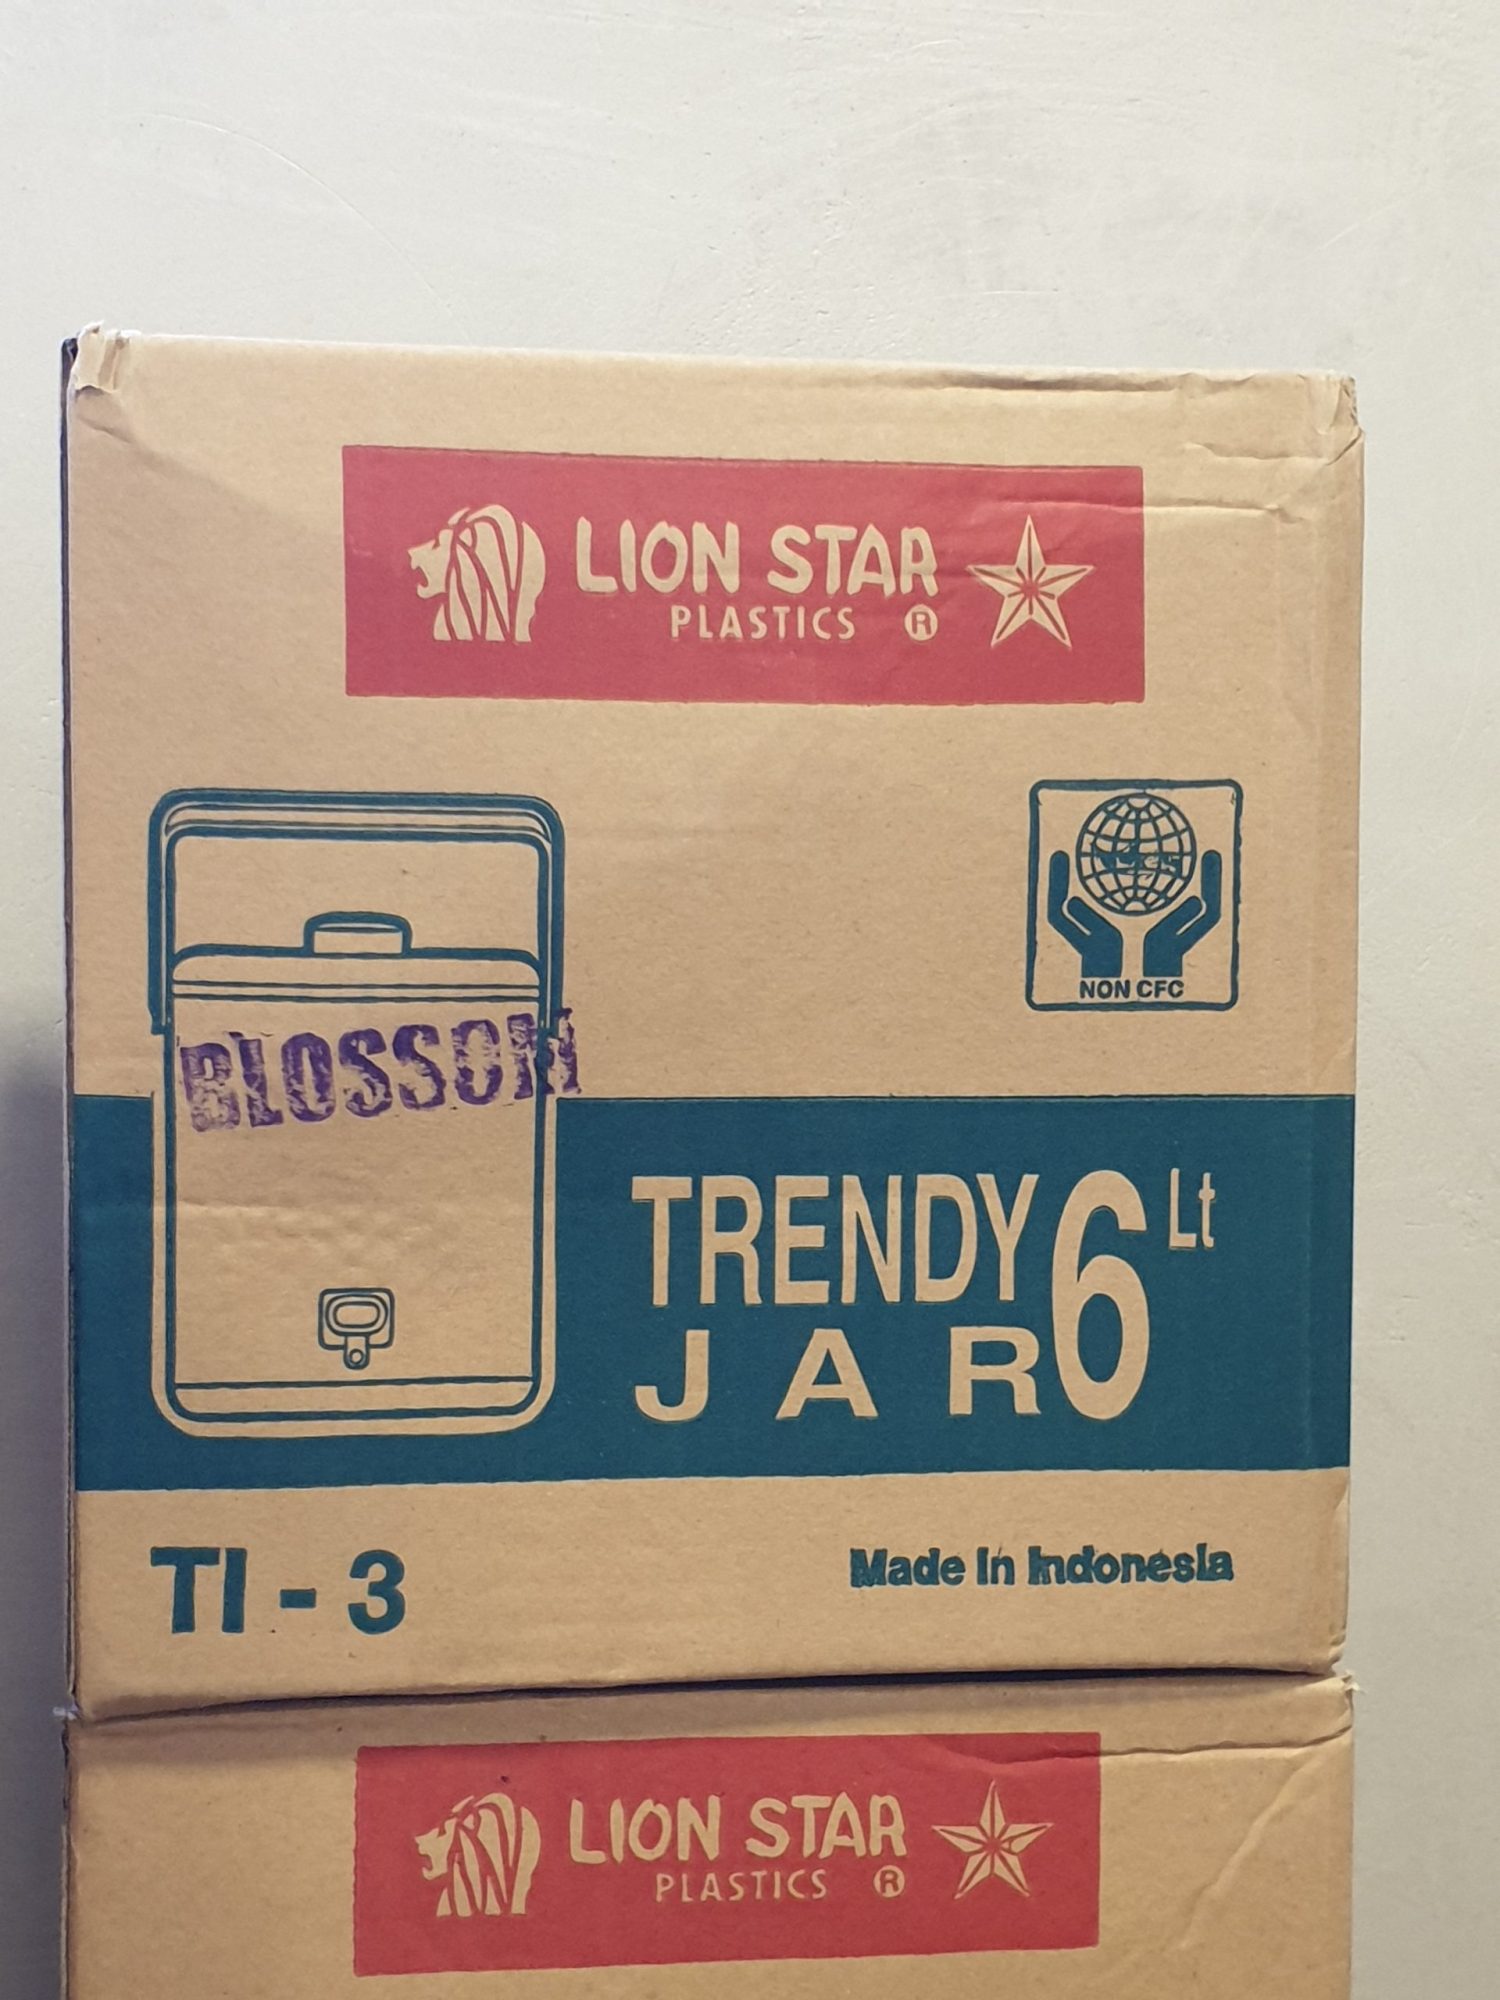 LION STAR
PLASTICS ®
NON CFC
BLOSSOM
TRENDY 6 Lt
JAR
TI - 3
Made In Indonesia
LION STAR
PLASTICS ®